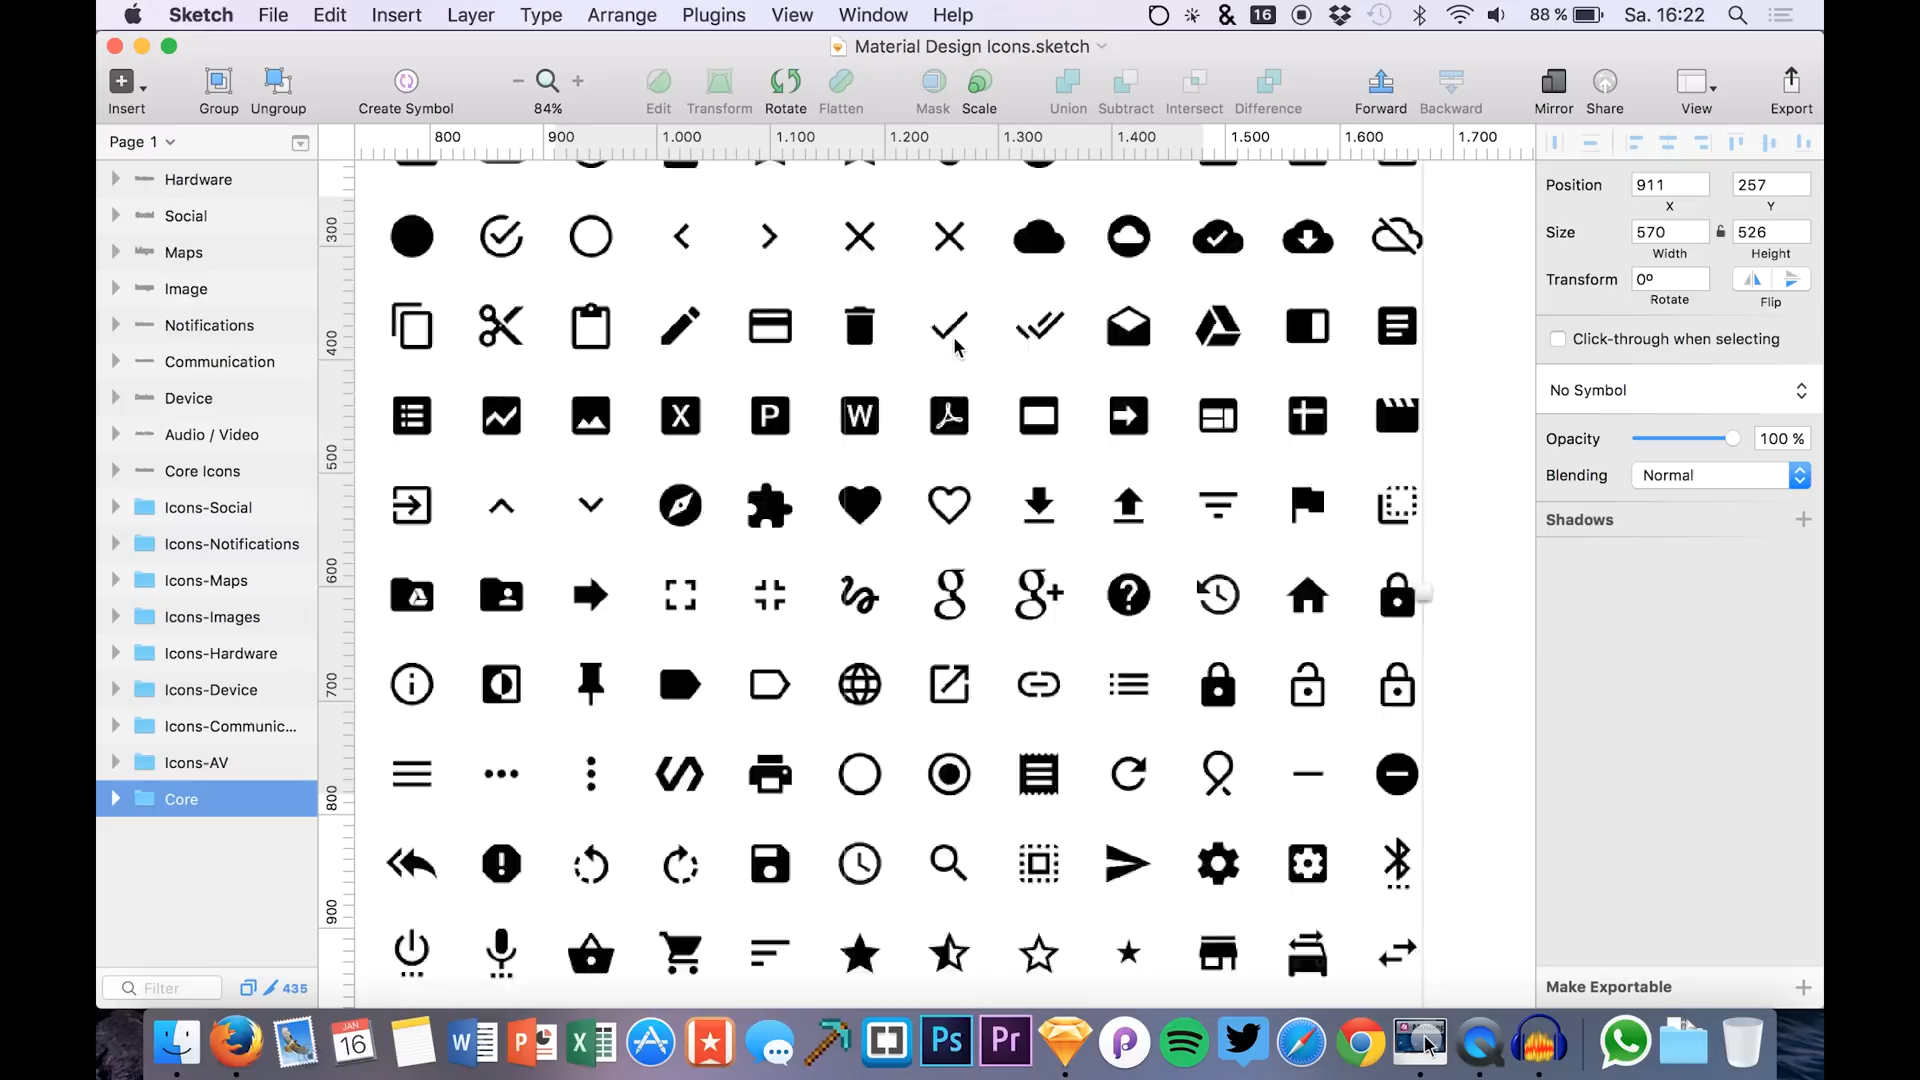 Sketch File Edit Insert Layer Type Arrange Plugins View Window Help 16 88 % Sa. 16:22
Material Design Icons.sketch
Insert Group Ungroup Create Symbol 84% Edit Transform Rotate Flatten Mask Scale Union Subtract Intersect Difference Forward Backward Mirror Share View Export
Page 1
800 900 1.000 1.100 1.200 1.300 1.400 1.500 1.600 1.700
300
400
500
600
700
800
900
Hardware
Social
Maps
Image
Notifications
Communication
Device
Audio / Video
Core Icons
Icons-Social
Icons-Notifications
Icons-Maps
Icons-Images
Icons-Hardware
Icons-Device
Icons-Communic...
Icons-AV
Core
Filter 435
X P W
g g+ ?
Position 911 257
X Y
Size 570 526
Width Height
Transform 0º
Rotate Flip
Click-through when selecting
No Symbol
Opacity 100 %
Blending Normal
Shadows
Make Exportable
JAN
16
W P X Ps Pr